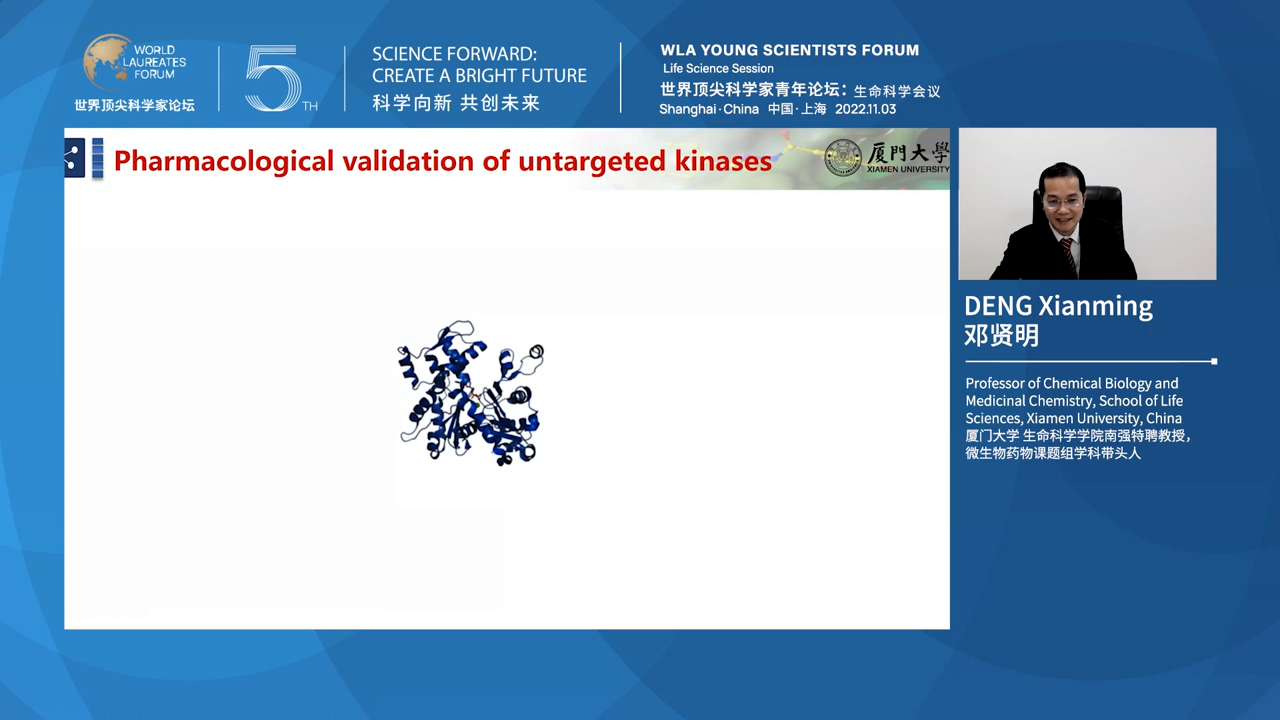 WORLD
LAUREATES
FORUM
世界顶尖科学家论坛
5TH
SCIENCE FORWARD:
CREATE A BRIGHT FUTURE
科学向新 共创未来
WLA YOUNG SCIENTISTS FORUM
Life Science Session
世界顶尖科学家青年论坛：生命科学会议
Shanghai·China 中国·上海 2022.11.03
Pharmacological validation of untargeted kinases
厦門大學
XIAMEN UNIVERSITY
DENG Xianming
邓贤明
Professor of Chemical Biology and
Medicinal Chemistry, School of Life
Sciences, Xiamen University, China
厦门大学 生命科学学院南强特聘教授，
微生物药物课题组学科带头人